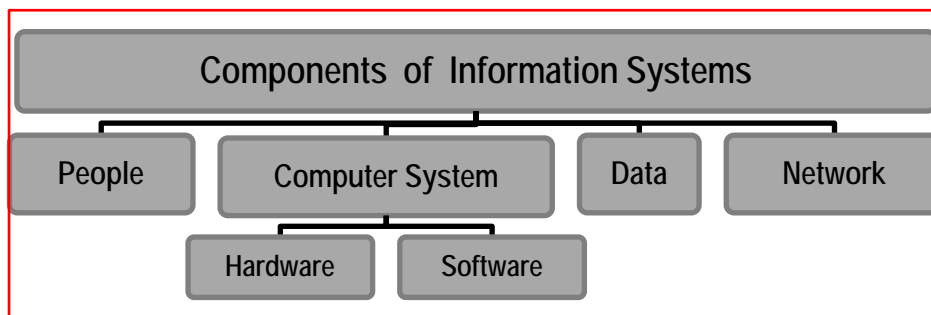 Components of Information Systems
People
Computer System
Data
Network
Hardware
Software